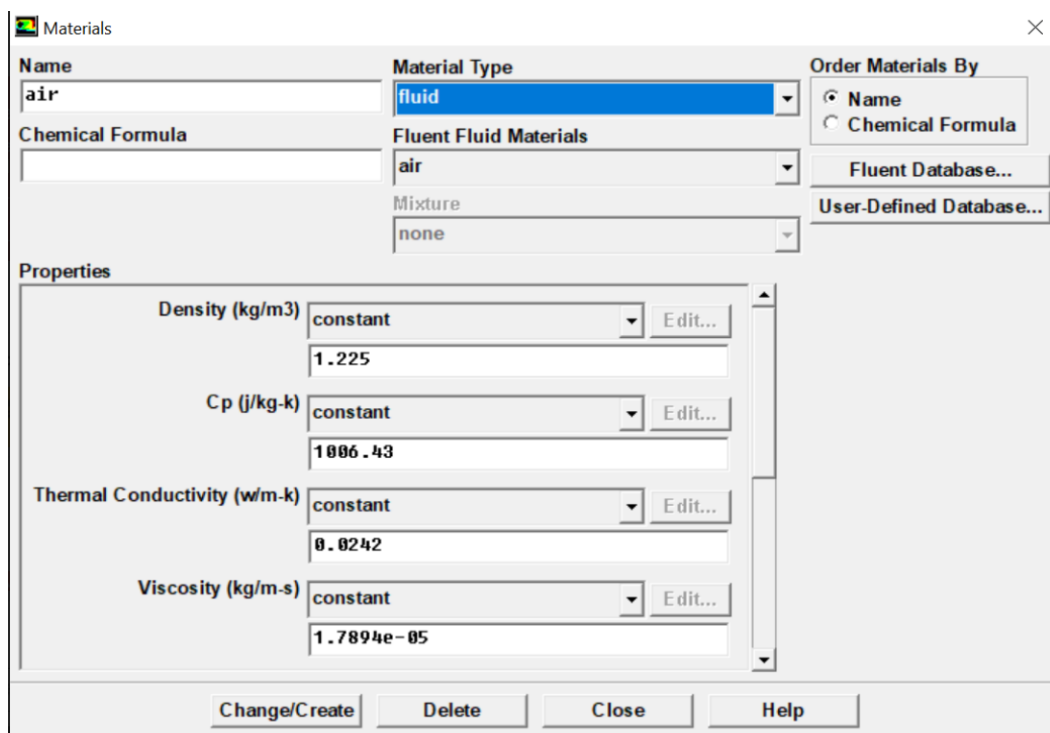 Materials
Name
air
Material Type
fluid
Order Materials By
Name
Chemical Formula
Chemical Formula
Fluent Fluid Materials
air
Fluent Database...
Mixture
none
User-Defined Database...
Properties
Density (kg/m3)
constant
Edit...
1.225
Cp (j/kg-k)
constant
Edit...
1006.43
Thermal Conductivity (w/m-k)
constant
Edit...
0.0242
Viscosity (kg/m-s)
constant
Edit...
1.7894e-05
Change/Create
Delete
Close
Help